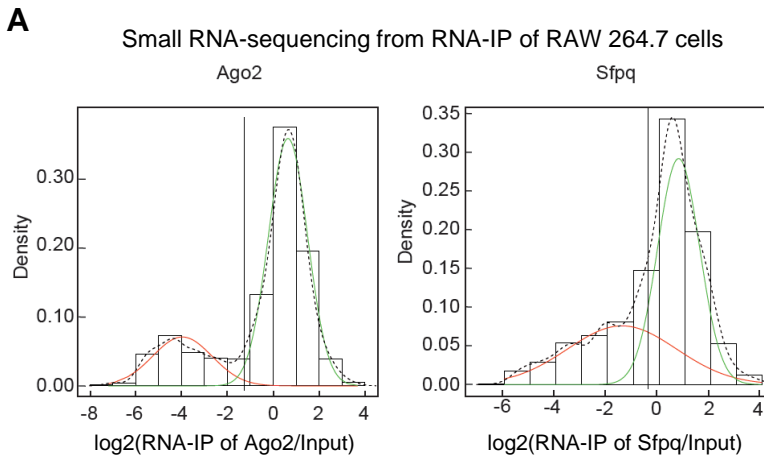 A
Small RNA-sequencing from RNA-IP of RAW 264.7 cells
Ago2
Density
0.30
0.20
0.10
0.00
-8 -6 -4 -2 0 2 4
log2(RNA-IP of Ago2/Input)
Sfpq
Density
0.35
0.30
0.25
0.20
0.15
0.10
0.05
0.00
-6 -4 -2 0 2 4
log2(RNA-IP of Sfpq/Input)